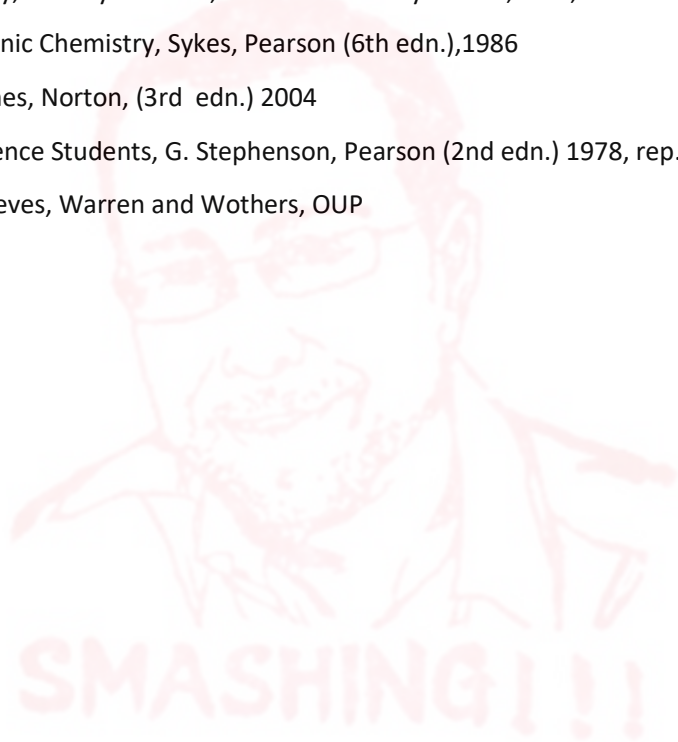 nic Chemistry, Sykes, Pearson (6th edn.),1986
es, Norton, (3rd edn.) 2004
ence Students, G. Stephenson, Pearson (2nd edn.) 1978, rep.
eves, Warren and Wothers, OUP
SMASHING!!!